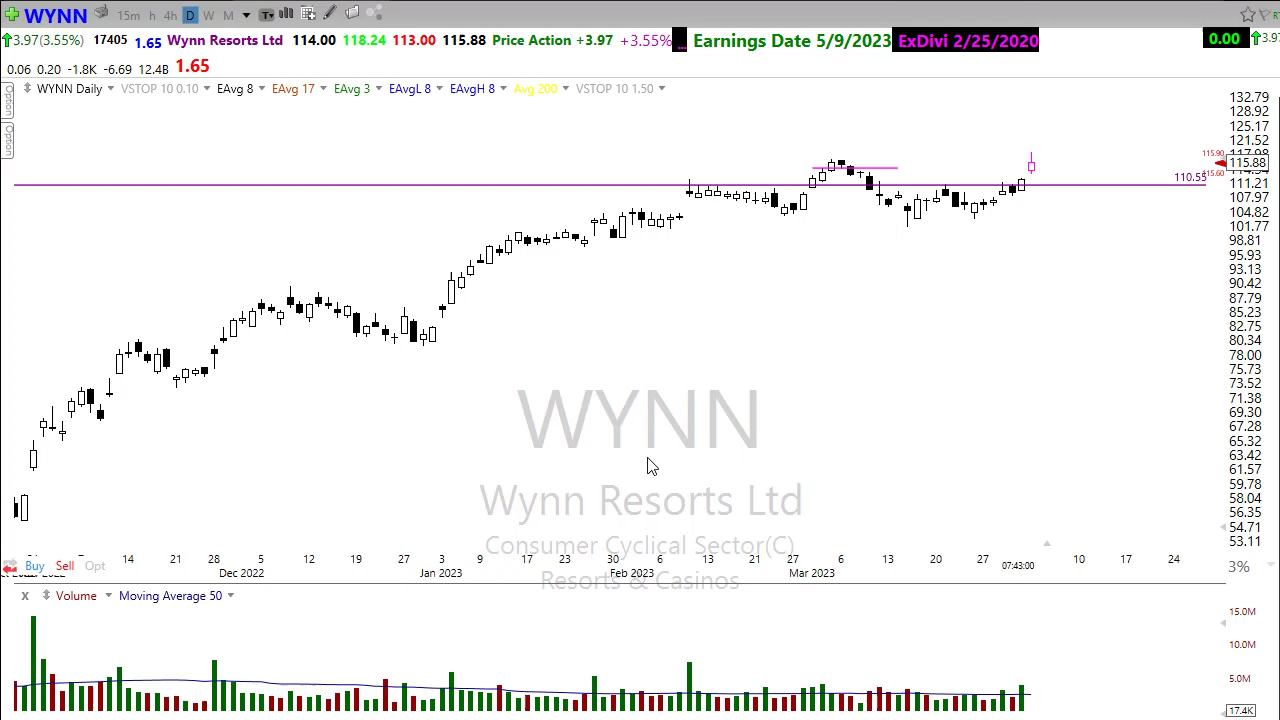 WYNN 15m h 4h D W M T
3.97(3.55%) 17405 1.65 Wynn Resorts Ltd 114.00 118.24 113.00 115.88 Price Action +3.97 +3.55% ... Earnings Date 5/9/2023 ExDivi 2/25/2020 0.00 3.97
0.06 0.20 -1.8K -6.69 12.4B 1.65
Option
Option
WYNN Daily VSTOP 10 0.10 EAvg 8 EAvg 17 EAvg 3 EAvgL 8 EAvgH 8 Avg 200 VSTOP 10 1.50
132.79
128.92
125.17
121.52
117.98
115.90
115.88
115.60
110.55
111.21
107.97
104.82
101.77
98.81
95.93
93.13
90.42
87.79
85.23
82.75
80.34
78.00
75.73
73.52
71.38
69.30
67.28
65.32
63.42
61.57
59.78
58.04
56.35
54.71
53.11
3%
WYNN
Wynn Resorts Ltd
Consumer Cyclical Sector(C)
Resorts & Casinos
14 21 28 5 12 19 27 3 9 17 23 30 6 13 21 27 6 13 20 27 10 17 24
Buy Sell Opt
Dec 2022 Jan 2023 Feb 2023 Mar 2023 07:43:00
x Volume Moving Average 50
15.0M
10.0M
5.0M
17.4K